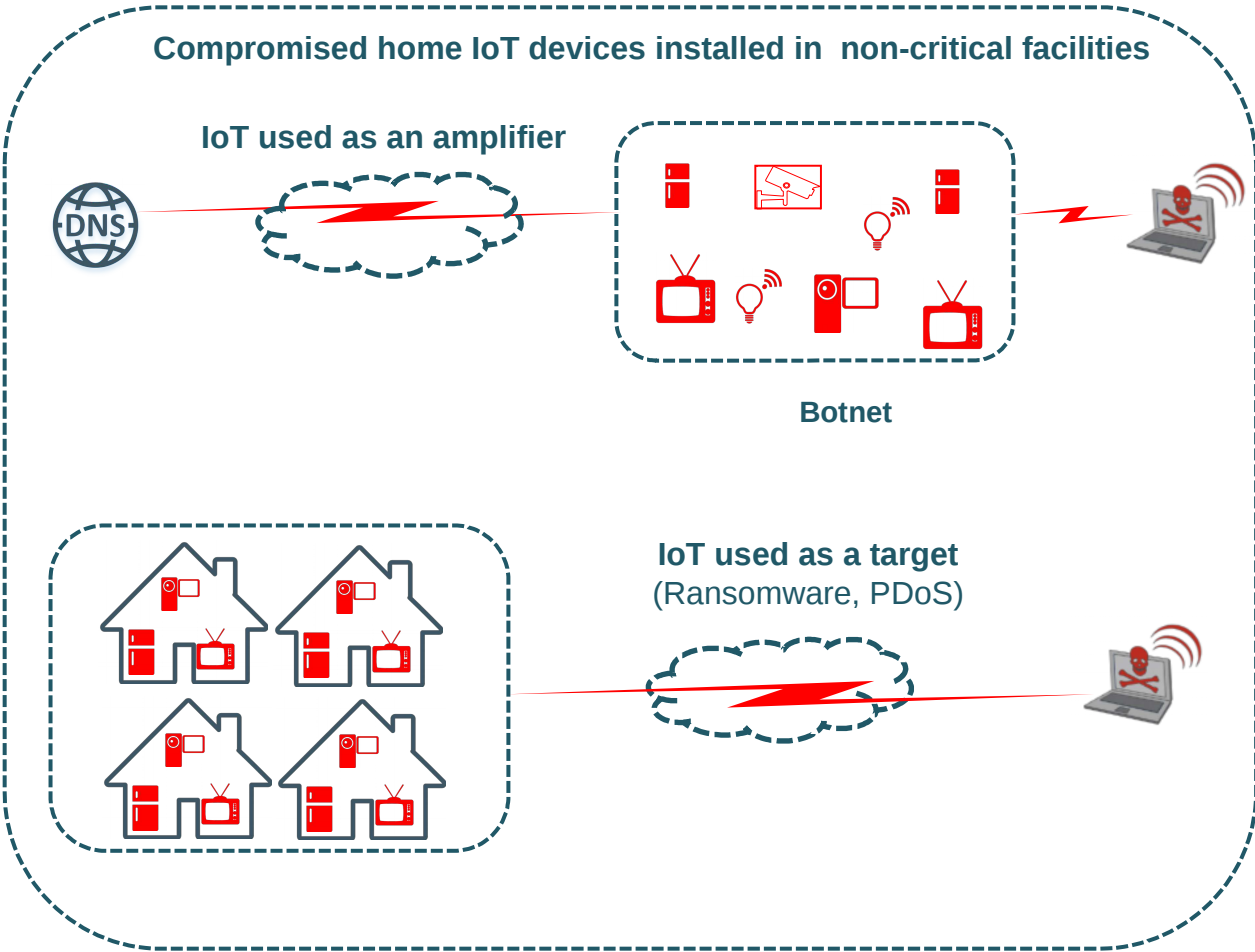 Compromised home IoT devices installed in  non-critical facilities
IoT used as an amplifier
DNS
Botnet
IoT used as a target
(Ransomware, PDoS)